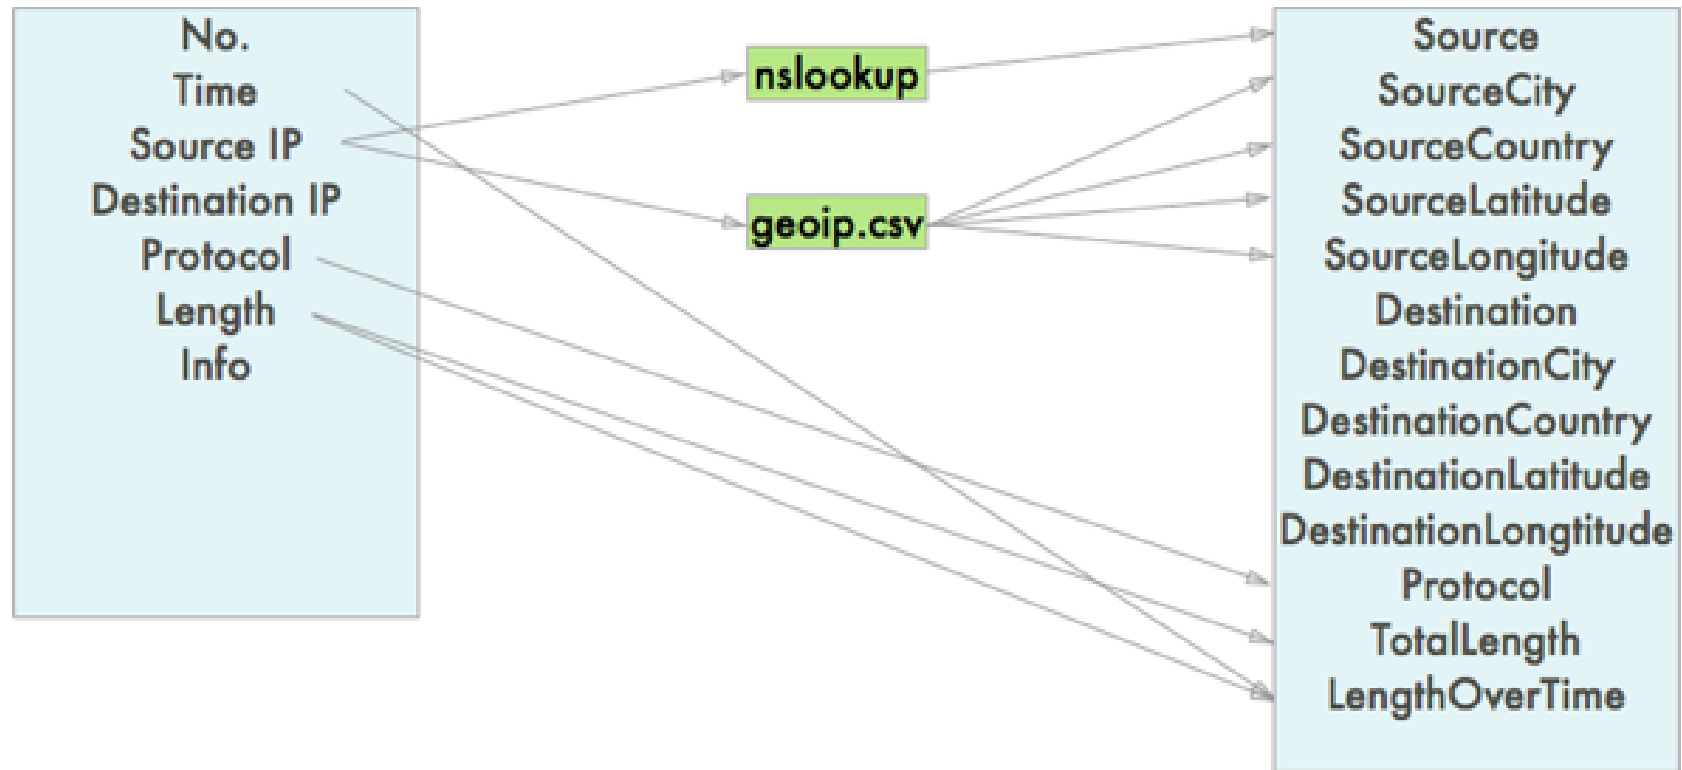 No.
Time
Source IP
Destination IP
Protocol
Length
Info
nslookup
geoip.csv
Source
SourceCity
SourceCountry
SourceLatitude
SourceLongitude
Destination
DestinationCity
DestinationCountry
DestinationLatitude
DestinationLongtitude
Protocol
TotalLength
LengthOverTime